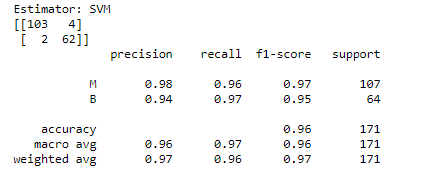 Estimator: SVM
[[103   4]
 [  2  62]]
              precision    recall  f1-score   support

           M       0.98      0.96      0.97       107
           B       0.94      0.97      0.95        64

    accuracy                           0.96       171
   macro avg       0.96      0.97      0.96       171
weighted avg       0.97      0.96      0.97       171